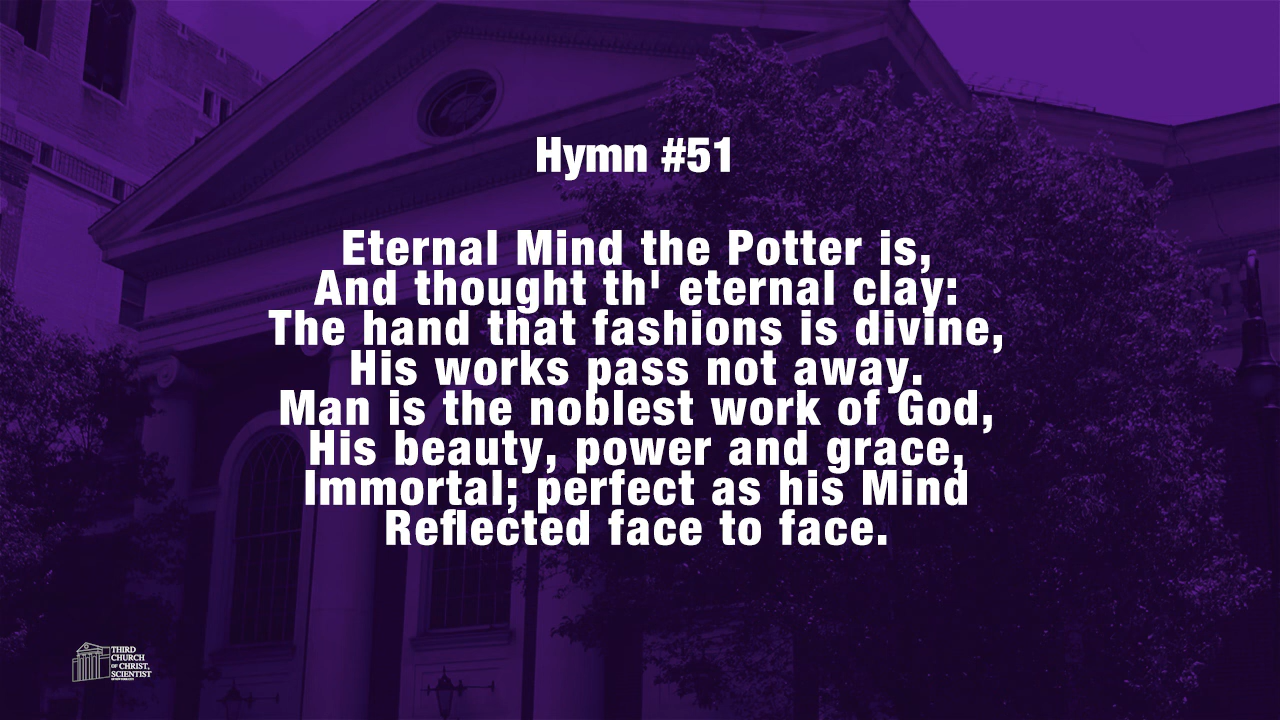 Hymn #51
Eternal Mind the Potter is,
And thought th' eternal clay:
The hand that fashions is divine,
His works pass not away.
Man is the noblest work of God,
His beauty, power and grace,
Immortal; perfect as his Mind
Reflected face to face.
THIRD
CHURCH
OF CHRIST,
SCIENTIST